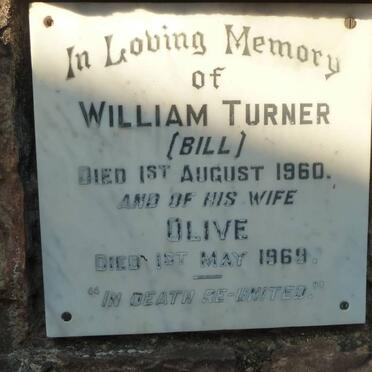 In Loving Memory
of
WILLIAM TURNER
(BILL)
DIED 1ST AUGUST 1960.
AND OF HIS WIFE
OLIVE
DIED 1ST MAY 1969.
"IN DEATH RE-UNITED."